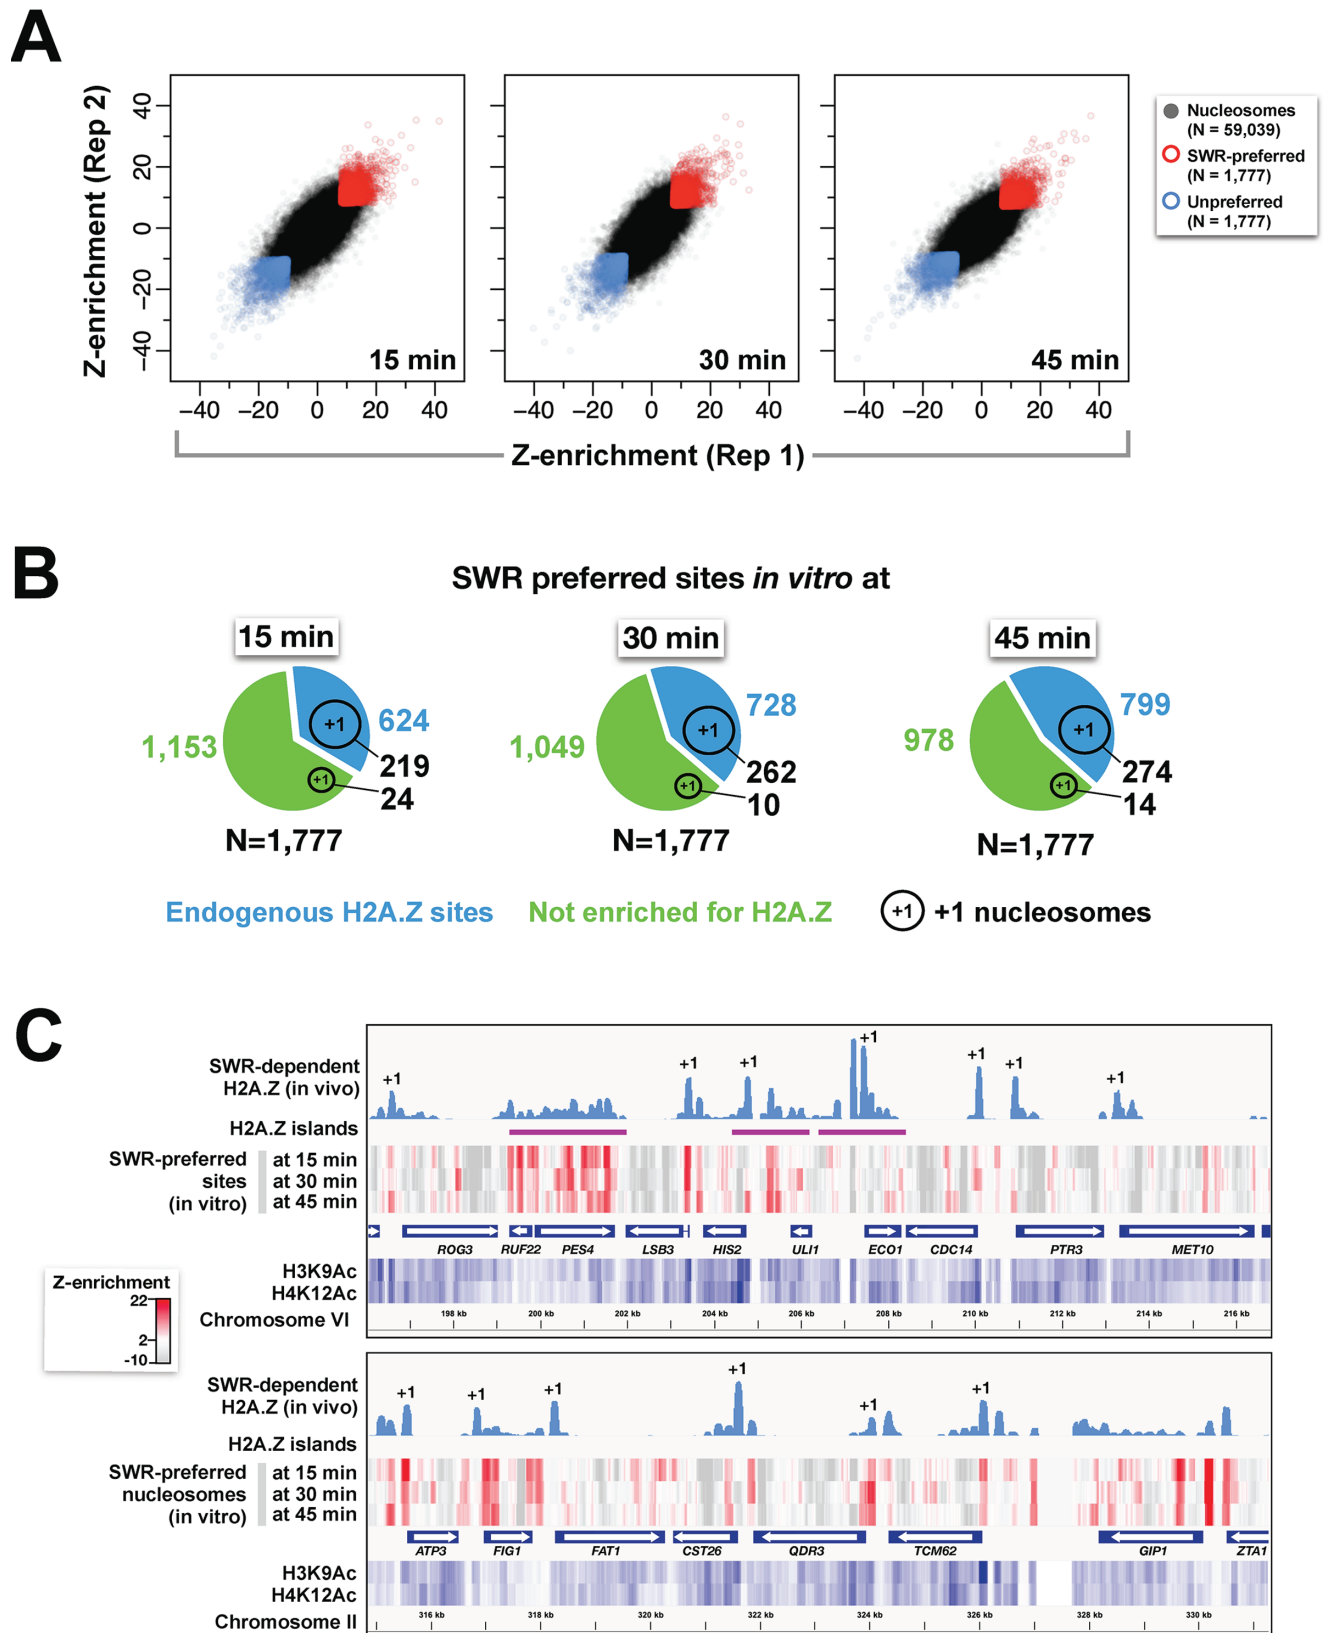 A
Z-enrichment (Rep 2)
40
20
0
−20
−40
15 min
30 min
45 min
−40 −20 0 20 40
−40 −20 0 20 40
−40 −20 0 20 40
Z-enrichment (Rep 1)
Nucleosomes
(N = 59,039)
SWR-preferred
(N = 1,777)
Unpreferred
(N = 1,777)
B
SWR preferred sites in vitro at
15 min
30 min
45 min
1,153
624
+1
219
+1
24
N=1,777
1,049
728
+1
262
+1
10
N=1,777
978
799
+1
274
+1
14
N=1,777
Endogenous H2A.Z sites
Not enriched for H2A.Z
+1
+1 nucleosomes
C
SWR-dependent
H2A.Z (in vivo)
+1 +1 +1 +1 +1 +1 +1
H2A.Z islands
SWR-preferred
sites
(in vitro)
at 15 min
at 30 min
at 45 min
ROG3 RUF22 PES4 LSB3 HIS2 ULI1 ECO1 CDC14 PTR3 MET10
H3K9Ac
H4K12Ac
Chromosome VI
198 kb 200 kb 202 kb 204 kb 206 kb 208 kb 210 kb 212 kb 214 kb 216 kb
Z-enrichment
22
2
-10
SWR-dependent
H2A.Z (in vivo)
+1 +1 +1 +1 +1 +1
H2A.Z islands
SWR-preferred
nucleosomes
(in vitro)
at 15 min
at 30 min
at 45 min
ATP3 FIG1 FAT1 CST26 QDR3 TCM62 GIP1 ZTA1
H3K9Ac
H4K12Ac
Chromosome II
316 kb 318 kb 320 kb 322 kb 324 kb 326 kb 328 kb 330 kb